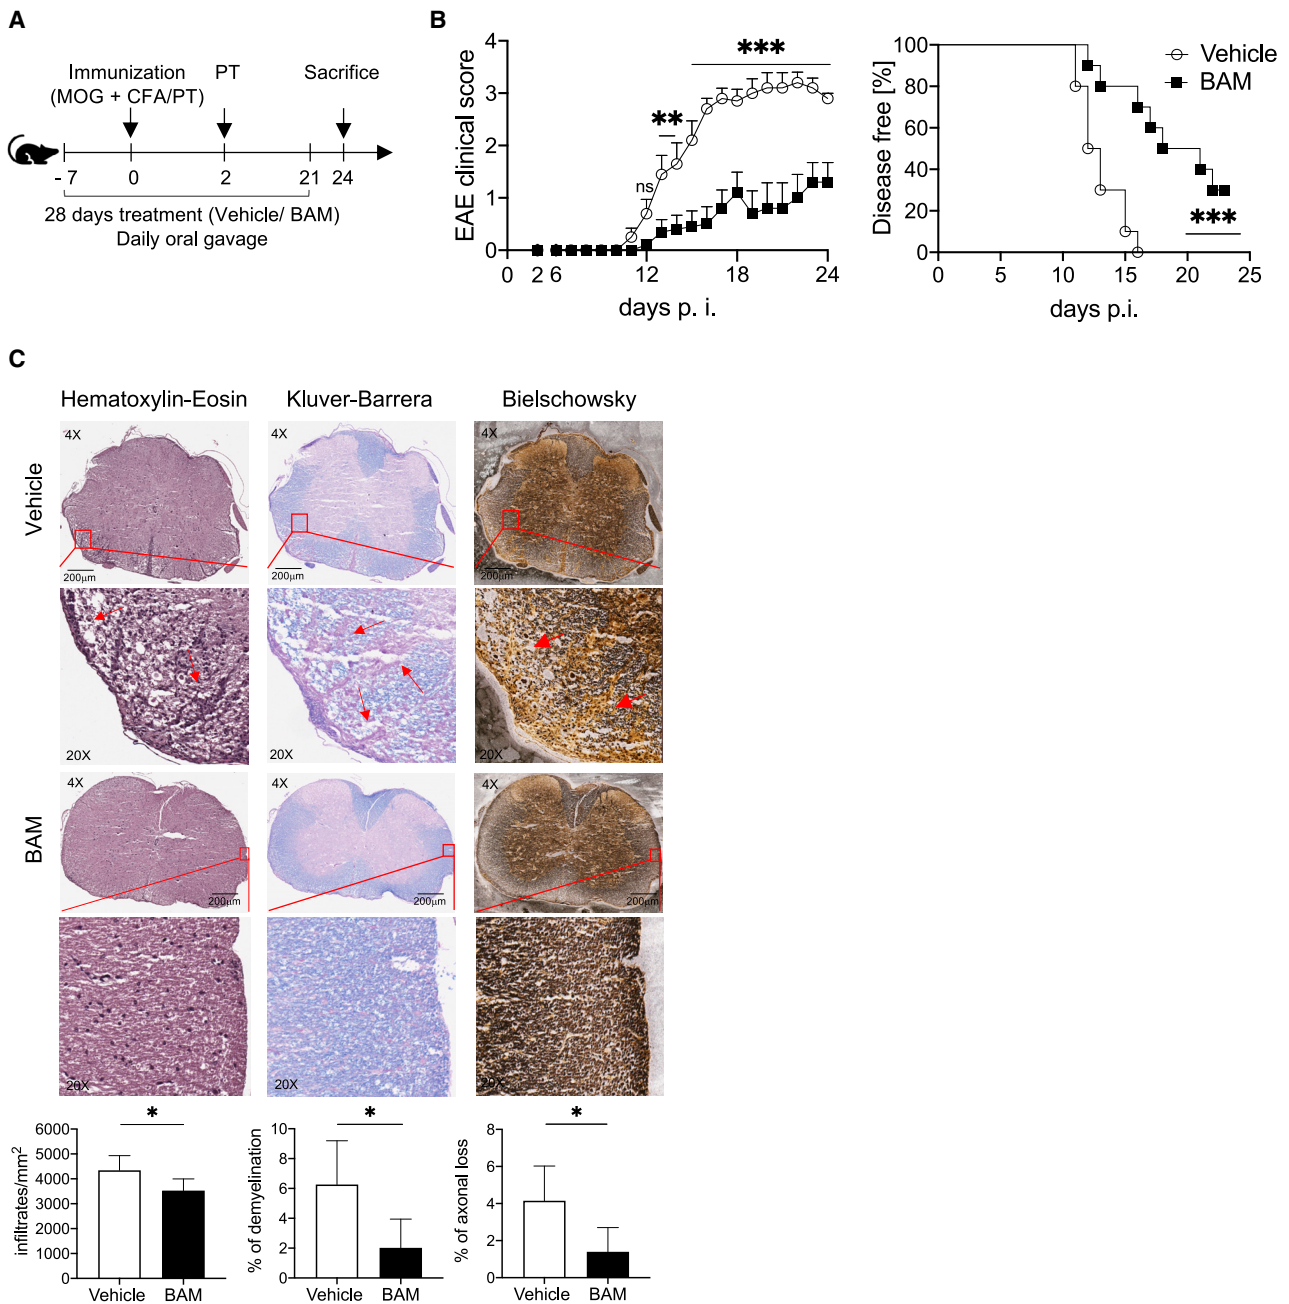 A
Immunization
(MOG + CFA/PT)
PT
Sacrifice
- 7
0
2
21
24
28 days treatment (Vehicle/ BAM)
Daily oral gavage
B
EAE clinical score
4
3
2
1
0
ns
**
***
0
2
6
12
18
24
days p. i.
Disease free [%]
100
80
60
40
20
0
Vehicle
BAM
***
0
5
10
15
20
25
days p.i.
C
Hematoxylin-Eosin
Kluver-Barrera
Bielschowsky
Vehicle
4X
200µm
4X
200µm
4X
200µm
20X
20X
20X
BAM
4X
200µm
4X
200µm
4X
200µm
20X
20X
20X
infiltrates/mm²
6000
5000
4000
3000
2000
1000
0
*
Vehicle
BAM
% of demyelination
10
8
6
4
2
0
*
Vehicle
BAM
% of axonal loss
8
6
4
2
0
*
Vehicle
BAM